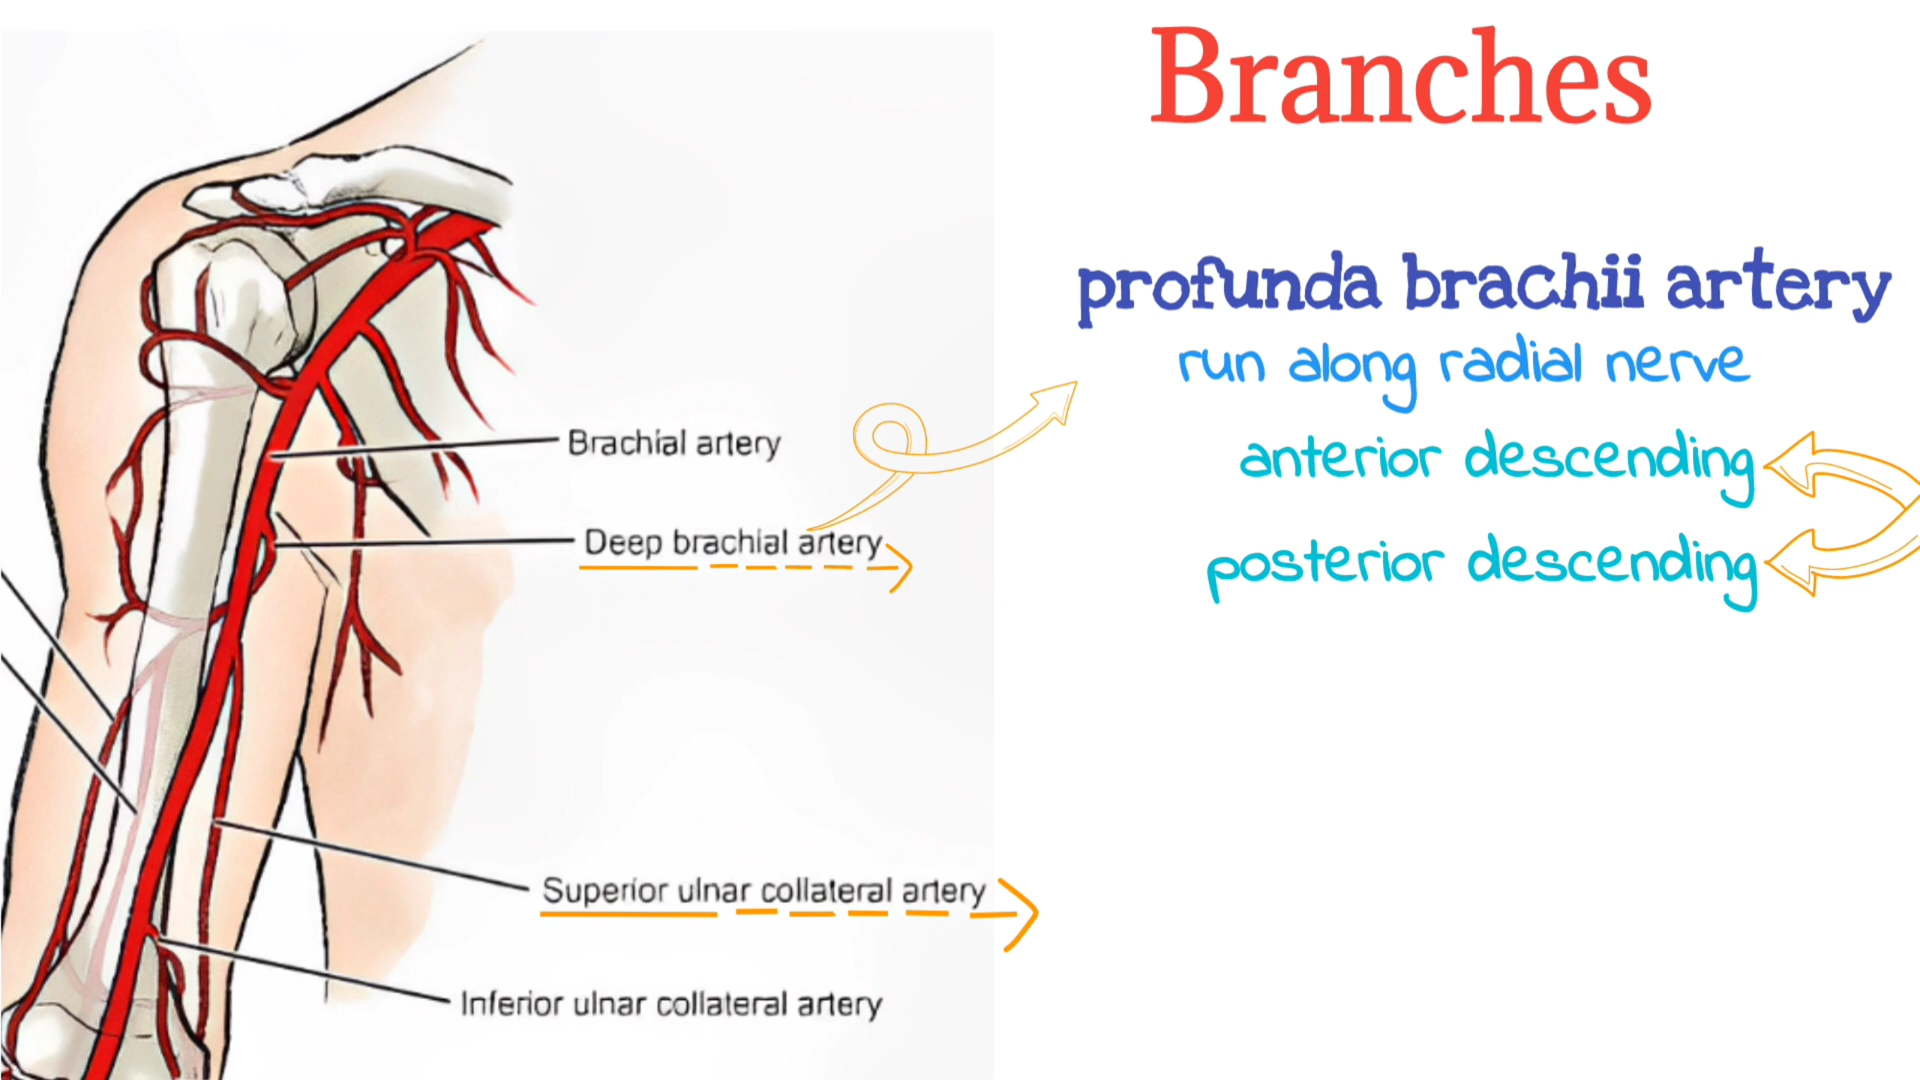 Branches
profunda brachii artery
run along radial nerve
anterior descending
posterior descending
Brachial artery
Deep brachial artery
Superior ulnar collateral artery
Inferior ulnar collateral artery